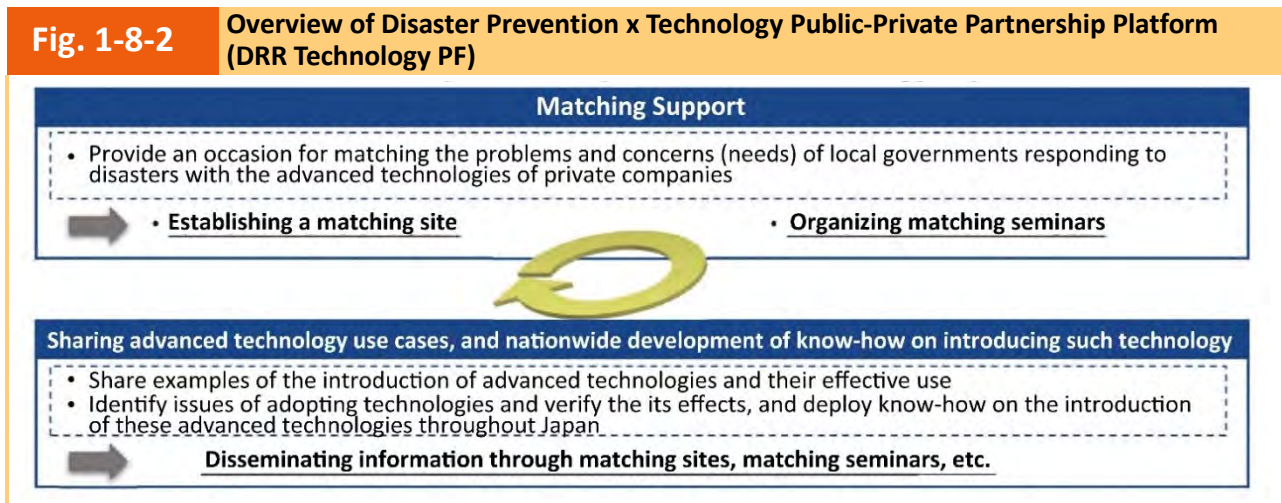 Fig. 1-8-2
Overview of Disaster Prevention x Technology Public-Private Partnership Platform
(DRR Technology PF)
Matching Support
• Provide an occasion for matching the problems and concerns (needs) of local governments responding to
disasters with the advanced technologies of private companies
• Establishing a matching site
• Organizing matching seminars
Sharing advanced technology use cases, and nationwide development of know-how on introducing such technology
• Share examples of the introduction of advanced technologies and their effective use
• Identify issues of adopting technologies and verify the its effects, and deploy know-how on the introduction
of these advanced technologies throughout Japan
Disseminating information through matching sites, matching seminars, etc.